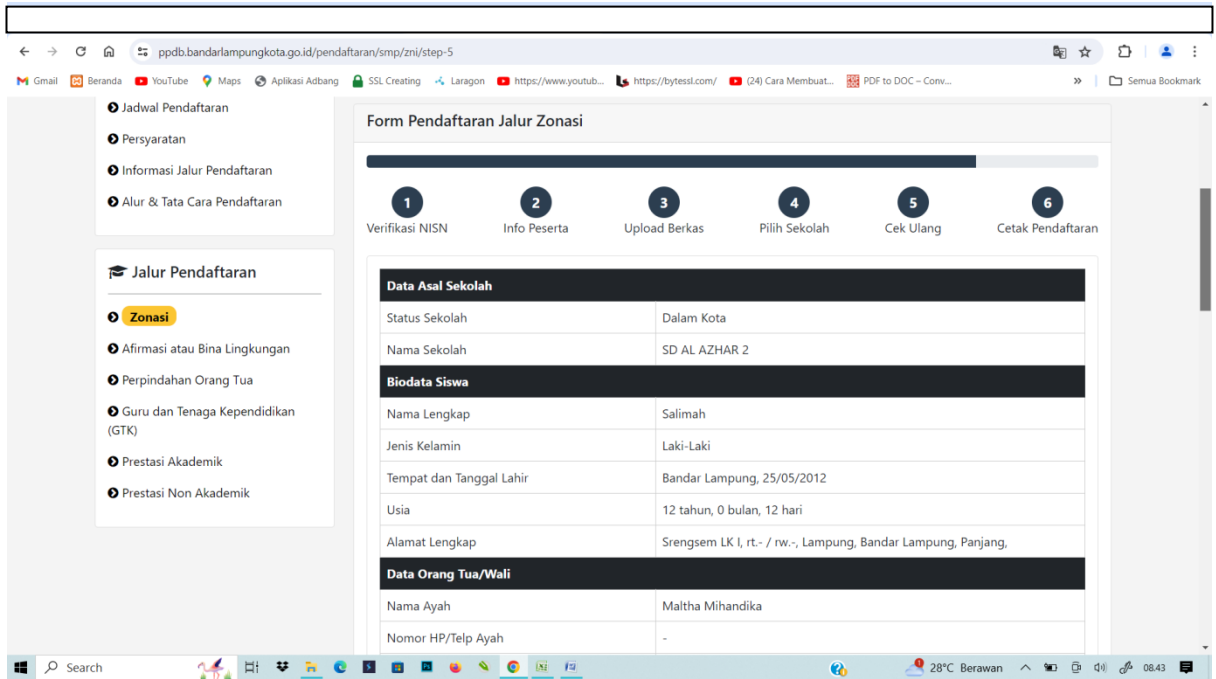 ppdb.bandarlampungkota.go.id/pendaftaran/smp/zni/step-5
Gmail Beranda YouTube Maps Aplikasi Adbang SSL Creating Laragon https://www.youtub... https://bytessl.com/ (24) Cara Membuat... PDF to DOC – Conv... » Semua Bookmark
Jadwal Pendaftaran
Persyaratan
Informasi Jalur Pendaftaran
Alur & Tata Cara Pendaftaran
Jalur Pendaftaran
Zonasi
Afirmasi atau Bina Lingkungan
Perpindahan Orang Tua
Guru dan Tenaga Kependidikan
(GTK)
Prestasi Akademik
Prestasi Non Akademik
Form Pendaftaran Jalur Zonasi
1 2 3 4 5 6
Verifikasi NISN Info Peserta Upload Berkas Pilih Sekolah Cek Ulang Cetak Pendaftaran
Data Asal Sekolah
Status Sekolah Dalam Kota
Nama Sekolah SD AL AZHAR 2
Biodata Siswa
Nama Lengkap Salimah
Jenis Kelamin Laki-Laki
Tempat dan Tanggal Lahir Bandar Lampung, 25/05/2012
Usia 12 tahun, 0 bulan, 12 hari
Alamat Lengkap Srengsem LK I, rt.- / rw.-, Lampung, Bandar Lampung, Panjang,
Data Orang Tua/Wali
Nama Ayah Maltha Mihandika
Nomor HP/Telp Ayah -
Search 28°C Berawan 08.43